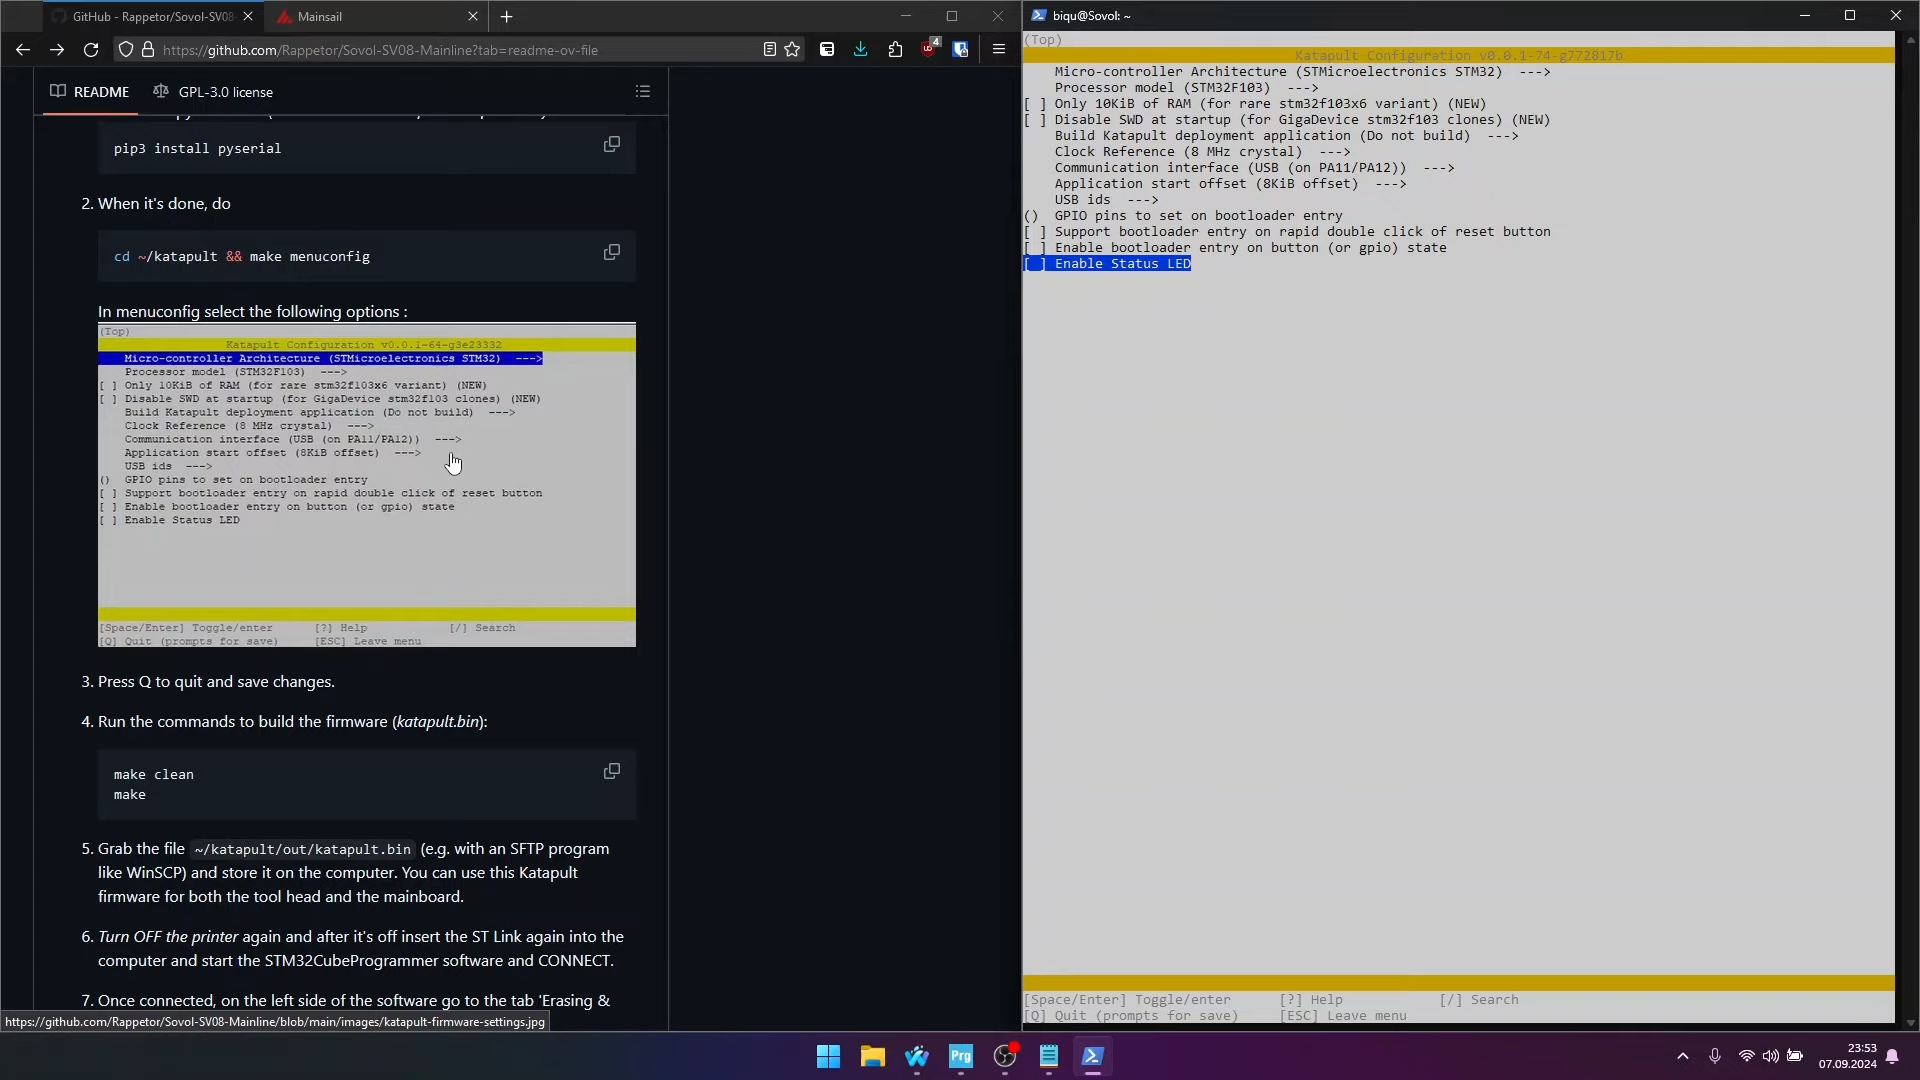 GitHub - Rappetor/Sovol-SV08
Mainsail
https://github.com/Rappetor/Sovol-SV08-Mainline?tab=readme-ov-file
4
README
GPL-3.0 license
pip3 install pyserial
2. When it's done, do
cd ~/katapult && make menuconfig
In menuconfig select the following options :
(Top)
Katapult Configuration v0.0.1-64-g3e23332
Micro-controller Architecture (STMicroelectronics STM32) --->
Processor model (STM32F103) --->
[ ] Only 10KiB of RAM (for rare stm32f103x6 variant) (NEW)
[ ] Disable SWD at startup (for GigaDevice stm32f103 clones) (NEW)
Build Katapult deployment application (Do not build) --->
Clock Reference (8 MHz crystal) --->
Communication interface (USB (on PA11/PA12)) --->
Application start offset (8KiB offset) --->
USB ids --->
() GPIO pins to set on bootloader entry
[ ] Support bootloader entry on rapid double click of reset button
[ ] Enable bootloader entry on button (or gpio) state
[ ] Enable Status LED
[Space/Enter] Toggle/enter [?] Help [/] Search
[Q] Quit (prompts for save) [ESC] Leave menu
3. Press Q to quit and save changes.
4. Run the commands to build the firmware (katapult.bin):
make clean
make
5. Grab the file ~/katapult/out/katapult.bin (e.g. with an SFTP program
like WinSCP) and store it on the computer. You can use this Katapult
firmware for both the tool head and the mainboard.
6. Turn OFF the printer again and after it's off insert the ST Link again into the
computer and start the STM32CubeProgrammer software and CONNECT.
7. Once connected, on the left side of the software go to the tab 'Erasing &
https://github.com/Rappetor/Sovol-SV08-Mainline/blob/main/images/katapult-firmware-settings.jpg
biqu@Sovol: ~
(Top)
Katapult Configuration v0.0.1-74-g772817b
Micro-controller Architecture (STMicroelectronics STM32) --->
Processor model (STM32F103) --->
[ ] Only 10KiB of RAM (for rare stm32f103x6 variant) (NEW)
[ ] Disable SWD at startup (for GigaDevice stm32f103 clones) (NEW)
Build Katapult deployment application (Do not build) --->
Clock Reference (8 MHz crystal) --->
Communication interface (USB (on PA11/PA12)) --->
Application start offset (8KiB offset) --->
USB ids --->
() GPIO pins to set on bootloader entry
[ ] Support bootloader entry on rapid double click of reset button
[ ] Enable bootloader entry on button (or gpio) state
[ ] Enable Status LED
[Space/Enter] Toggle/enter [?] Help [/] Search
[Q] Quit (prompts for save) [ESC] Leave menu
Prg
23:53
07.09.2024